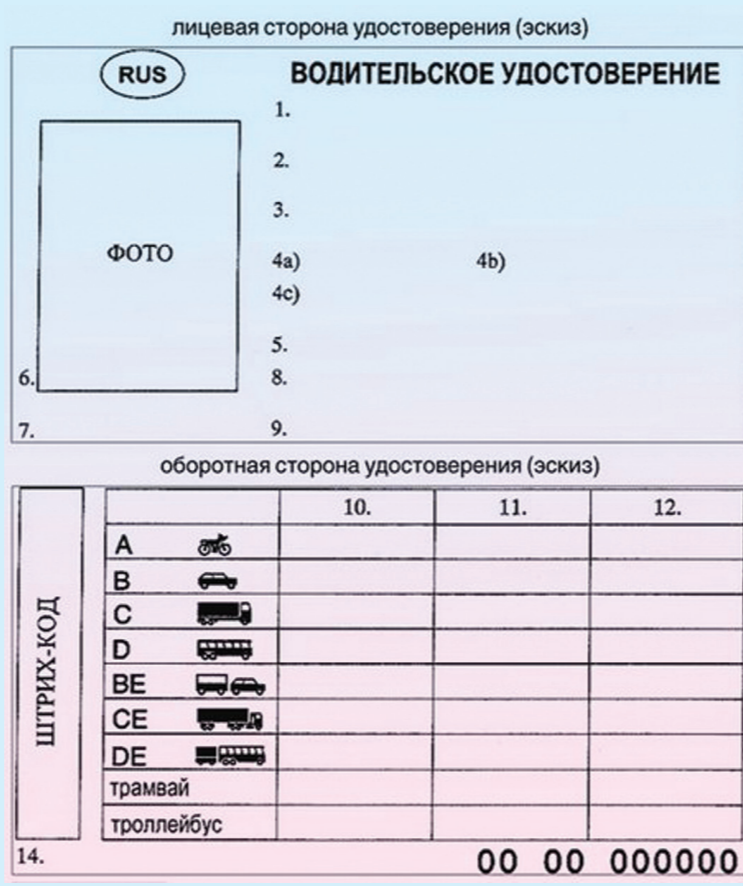 лицевая сторона удостоверения (эскиз)
RUS ВОДИТЕЛЬСКОЕ УДОСТОВЕРЕНИЕ
1.
2.
3.
ФОТО
4a) 4b)
4c)
5.
6. 8.
7. 9.
оборотная сторона удостоверения (эскиз)
ШТРИХ-КОД
10. 11. 12.
A
B
C
D
BE
CE
DE
трамвай
троллейбус
14. 00 00 000000